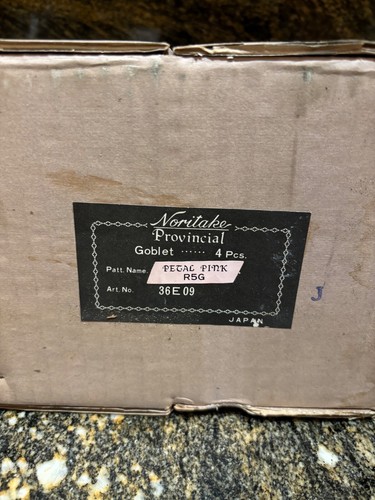 Noritake
Provincial
Goblet ...... 4 Pcs.
Patt. Name. PETAL PINK
R5G
Art. No. 36E09
J
JAPAN